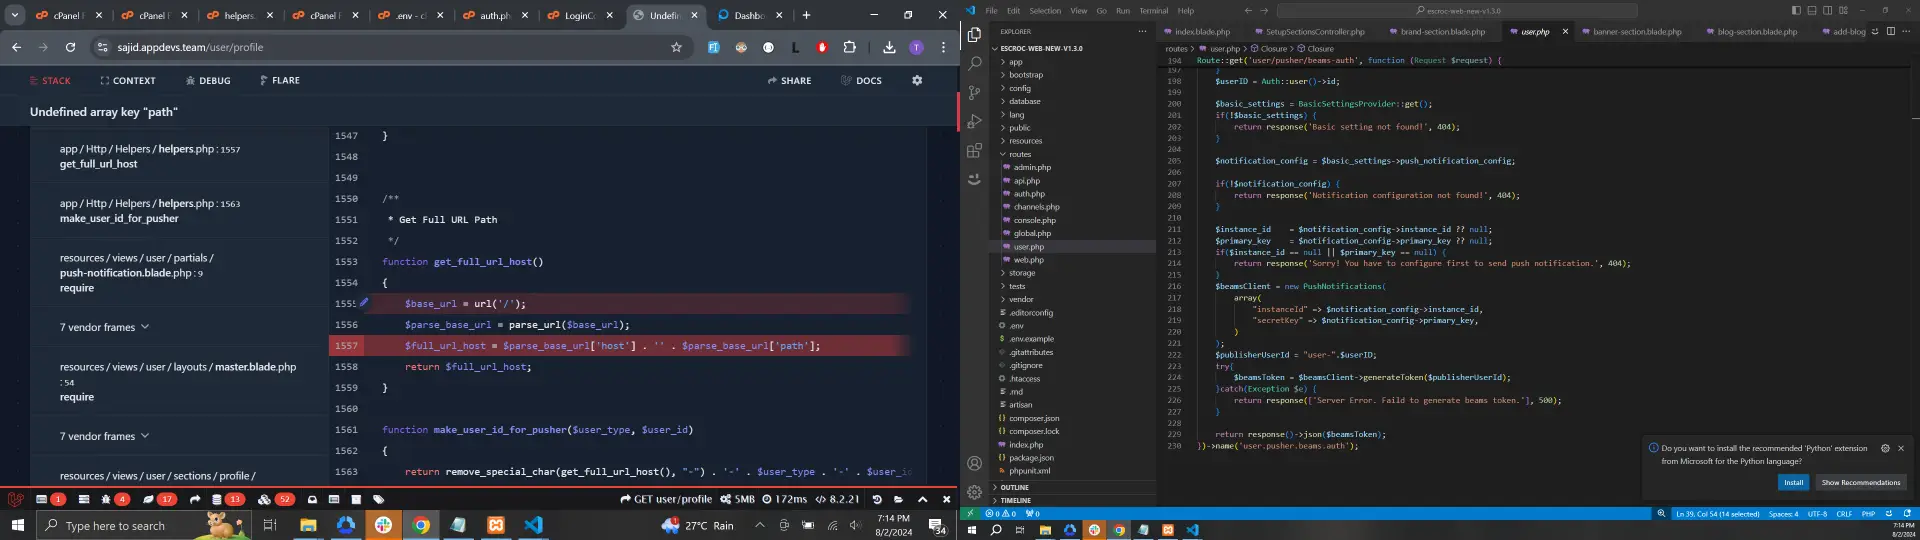 cPanel F
cPanel F
helpers.
cPanel F
.env - c
auth.ph
LoginCo
Undefin
Dashbo
sajid.appdevs.team/user/profile
STACK
CONTEXT
DEBUG
FLARE
SHARE
DOCS
Undefined array key "path"
app / Http / Helpers / helpers.php : 1557
get_full_url_host
app / Http / Helpers / helpers.php : 1563
make_user_id_for_pusher
resources / views / user / partials /
push-notification.blade.php : 9
require
7 vendor frames
resources / views / user / layouts / master.blade.php
: 54
require
7 vendor frames
resources / views / user / sections / profile /
1547 }
1548
1549
1550 /**
1551 * Get Full URL Path
1552 */
1553 function get_full_url_host()
1554 {
1555 $base_url = url('/');
1556 $parse_base_url = parse_url($base_url);
1557 $full_url_host = $parse_base_url['host'] . '' . $parse_base_url['path'];
1558 return $full_url_host;
1559 }
1560
1561 function make_user_id_for_pusher($user_type, $user_id)
1562 {
1563 return remove_special_char(get_full_url_host(), "-") . '-' . $user_type . '-' . $user_i
1
4
17
13
52
GET user/profile
5MB
172ms
8.2.21
Type here to search
27°C Rain
7:14 PM
8/2/2024
34
File Edit Selection View Go Run Terminal Help
escroc-web-new-v1.3.0
EXPLORER
ESCROC-WEB-NEW-V1.3.0
app
bootstrap
config
database
lang
public
resources
routes
admin.php
api.php
auth.php
channels.php
console.php
global.php
user.php
web.php
storage
tests
vendor
.editorconfig
.env
.env.example
.gitattributes
.gitignore
.htaccess
.rnd
artisan
composer.json
composer.lock
index.php
package.json
phpunit.xml
OUTLINE
TIMELINE
index.blade.php
SetupSectionsController.php
brand-section.blade.php
user.php
banner-section.blade.php
blog-section.blade.php
add-blog
routes > user.php > Closure > Closure
194 Route::get('user/pusher/beams-auth', function (Request $request) {
197 }
198 $userID = Auth::user()->id;
199
200 $basic_settings = BasicSettingsProvider::get();
201 if(!$basic_settings) {
202 return response('Basic setting not found!', 404);
203 }
204
205 $notification_config = $basic_settings->push_notification_config;
206
207 if(!$notification_config) {
208 return response('Notification configuration not found!', 404);
209 }
210
211 $instance_id = $notification_config->instance_id ?? null;
212 $primary_key = $notification_config->primary_key ?? null;
213 if($instance_id == null || $primary_key == null) {
214 return response('Sorry! You have to configure first to send push notification.', 404);
215 }
216 $beamsClient = new PushNotifications(
217 array(
218 "instanceId" => $notification_config->instance_id,
219 "secretKey" => $notification_config->primary_key,
220 )
221 );
222 $publisherUserId = "user-".$userID;
223 try{
224 $beamsToken = $beamsClient->generateToken($publisherUserId);
225 }catch(Exception $e) {
226 return response(['Server Error. Faild to generate beams token.'], 500);
227 }
228
229 return response()->json($beamsToken);
230 })->name('user.pusher.beams.auth');
Do you want to install the recommended 'Python' extension
from Microsoft for the Python language?
Install
Show Recommendations
0 0
0
Ln 39, Col 54 (14 selected)
Spaces: 4
UTF-8
CRLF
PHP
7:14 PM
8/2/2024